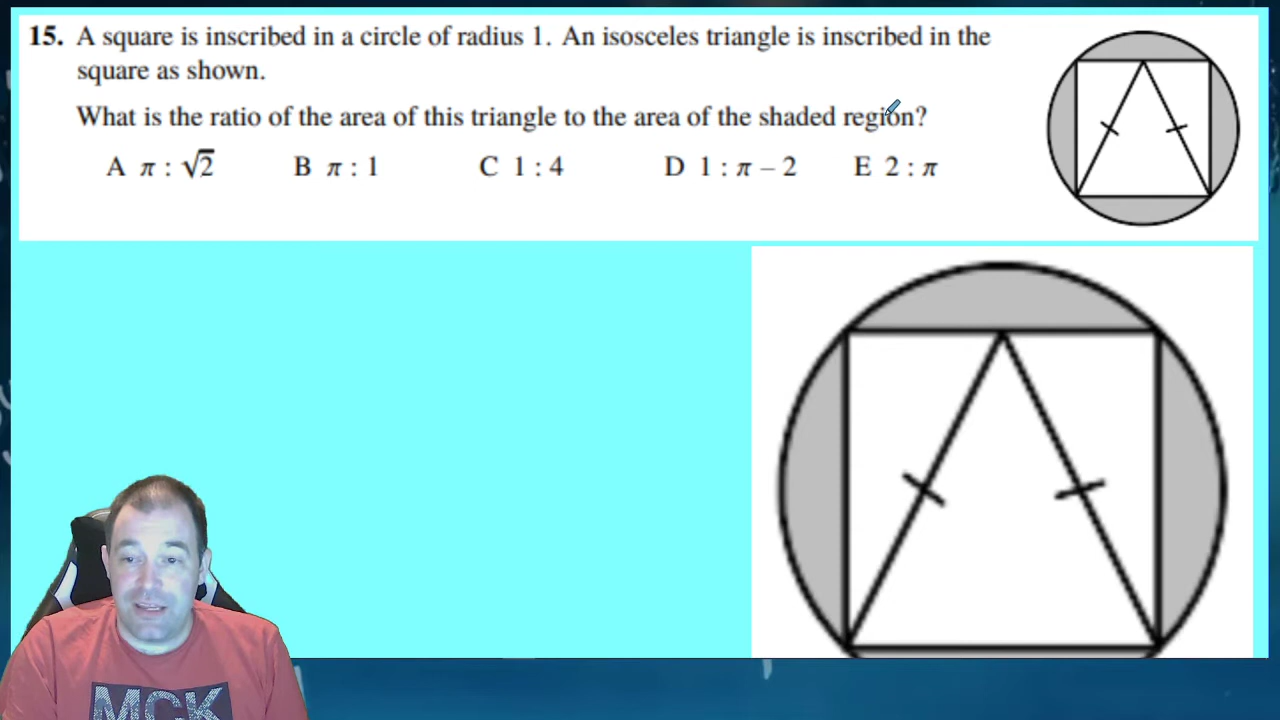 15. A square is inscribed in a circle of radius 1. An isosceles triangle is inscribed in the
square as shown.
What is the ratio of the area of this triangle to the area of the shaded region?
A π : √2 B π : 1 C 1 : 4 D 1 : π – 2 E 2 : π
MCK